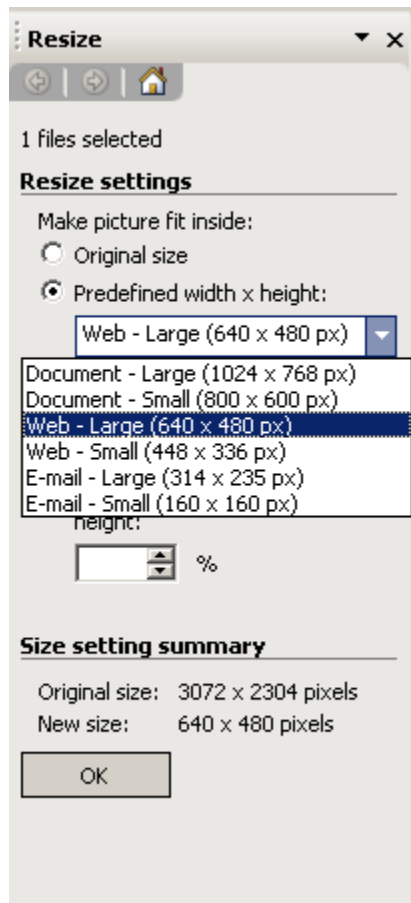 Resize
1 files selected
Resize settings
Make picture fit inside:
Original size
Predefined width x height:
Web - Large (640 x 480 px)
Document - Large (1024 x 768 px)
Document - Small (800 x 600 px)
Web - Large (640 x 480 px)
Web - Small (448 x 336 px)
E-mail - Large (314 x 235 px)
E-mail - Small (160 x 160 px)
height:
%
Size setting summary
Original size: 3072 x 2304 pixels
New size: 640 x 480 pixels
OK